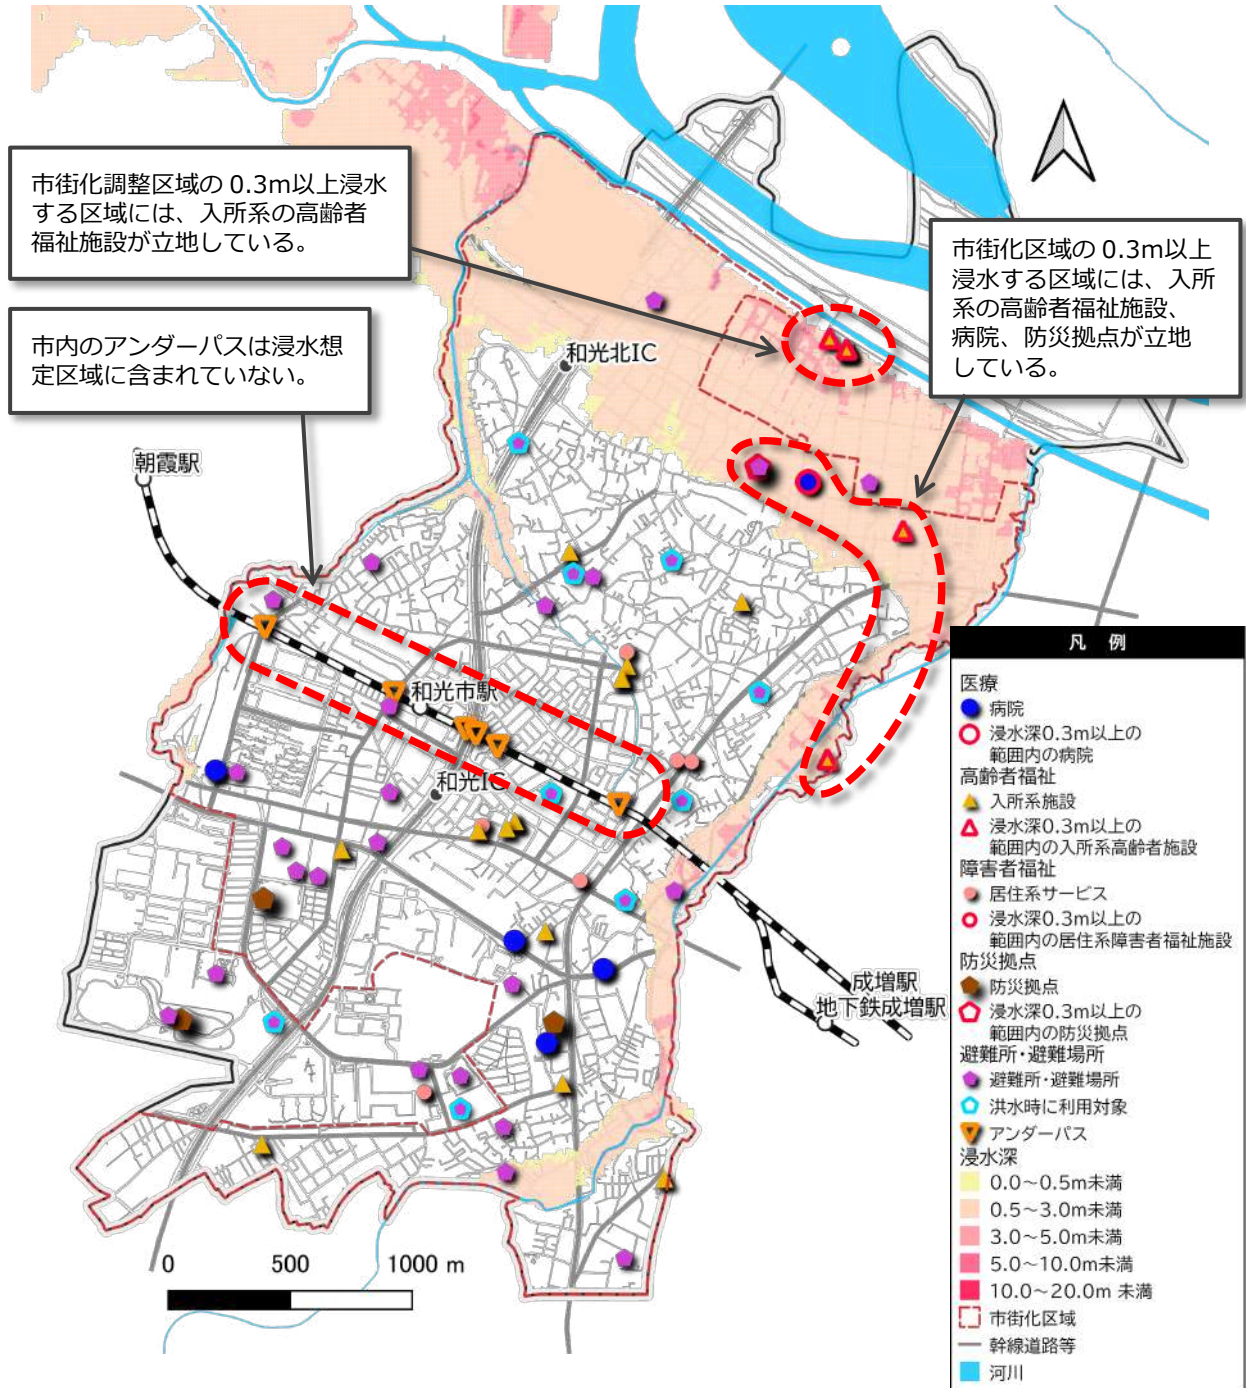 市街化調整区域の 0.3m以上浸水
する区域には、入所系の高齢者
福祉施設が立地している。
市街化区域の 0.3m以上
浸水する区域には、入所
系の高齢者福祉施設、
病院、防災拠点が立地
している。
市内のアンダーパスは浸水想
定区域に含まれていない。
和光北IC
朝霞駅
和光市駅
和光IC
成増駅
地下鉄成増駅
0 500 1000 m
凡 例
医療
病院
浸水深0.3m以上の
範囲内の病院
高齢者福祉
入所系施設
浸水深0.3m以上の
範囲内の入所系高齢者施設
障害者福祉
居住系サービス
浸水深0.3m以上の
範囲内の居住系障害者福祉施設
防災拠点
防災拠点
浸水深0.3m以上の
範囲内の防災拠点
避難所・避難場所
避難所・避難場所
洪水時に利用対象
アンダーパス
浸水深
0.0～0.5m未満
0.5～3.0m未満
3.0～5.0m未満
5.0～10.0m未満
10.0～20.0m 未満
市街化区域
幹線道路等
河川